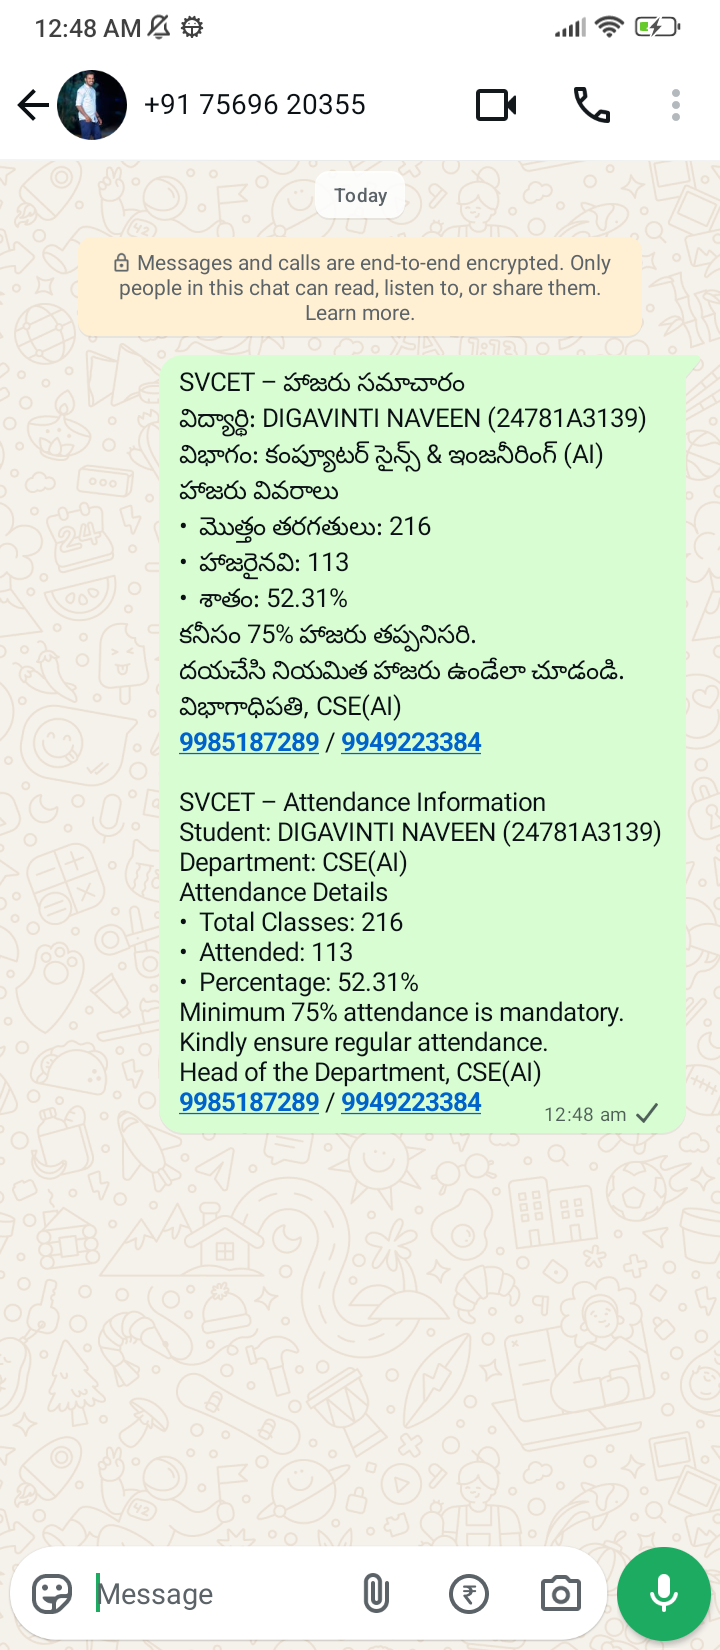 12:48 AM
+91 75696 20355
Today
Messages and calls are end-to-end encrypted. Only
people in this chat can read, listen to, or share them.
Learn more.
SVCET – హాజరు సమాచారం
విద్యార్థి: DIGAVINTI NAVEEN (24781A3139)
విభాగం: కంప్యూటర్ సైన్స్ & ఇంజనీరింగ్ (AI)
హాజరు వివరాలు
• మొత్తం తరగతులు: 216
• హాజరైనవి: 113
• శాతం: 52.31%
కనీసం 75% హాజరు తప్పనిసరి.
దయచేసి నియమిత హాజరు ఉండేలా చూడండి.
విభాగాధిపతి, CSE(AI)
9985187289 / 9949223384
SVCET – Attendance Information
Student: DIGAVINTI NAVEEN (24781A3139)
Department: CSE(AI)
Attendance Details
• Total Classes: 216
• Attended: 113
• Percentage: 52.31%
Minimum 75% attendance is mandatory.
Kindly ensure regular attendance.
Head of the Department, CSE(AI)
9985187289 / 9949223384
12:48 am
Message